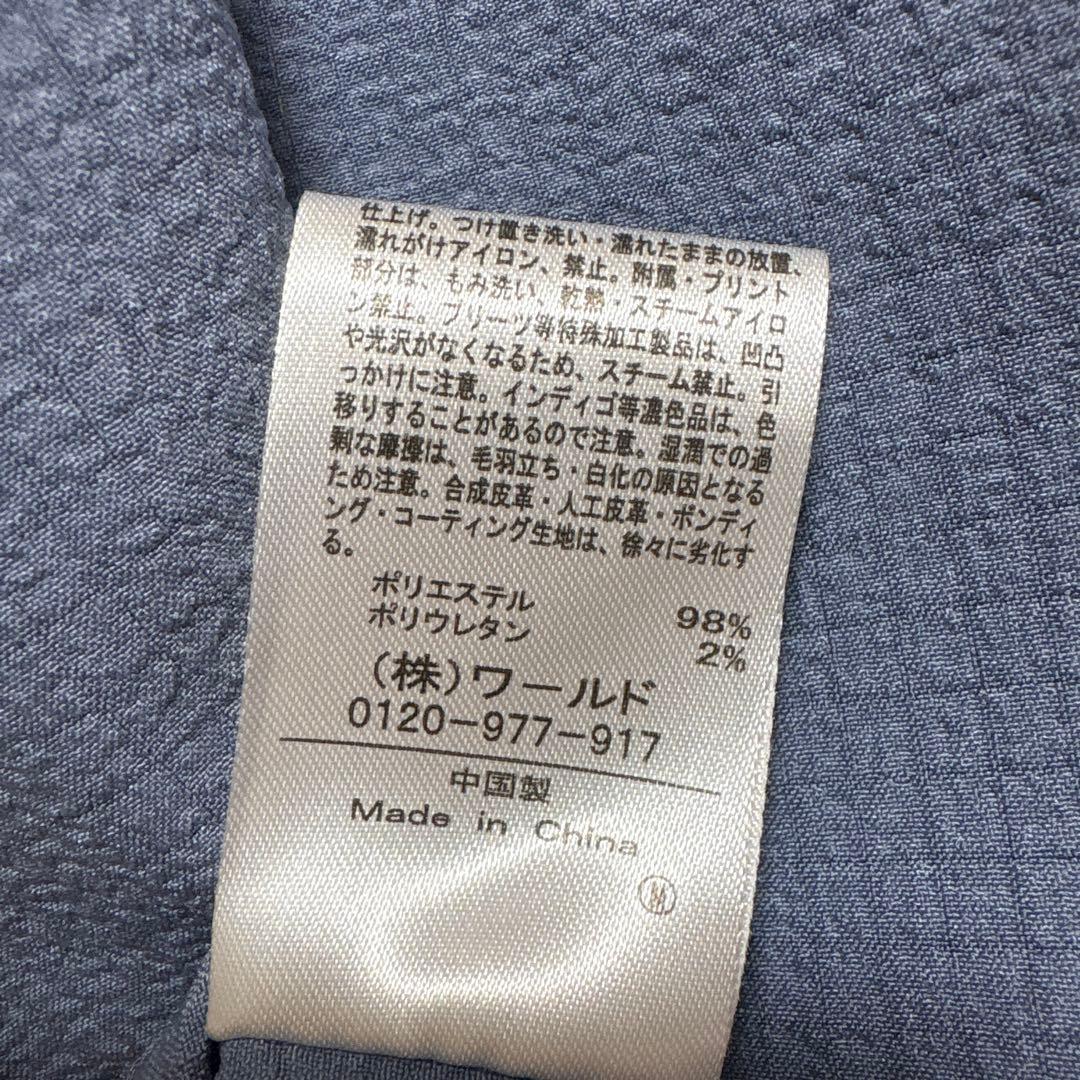 仕上げ。つけ置き洗い・濡れたままの放置、
濡れがけアイロン、禁止。附属・プリント
部分は、もみ洗い、乾熱・スチームアイロ
ン禁止。プリーツ等特殊加工製品は、凹凸
や光沢がなくなるため、スチーム禁止。引
っかけに注意。インディゴ等濃色品は、色
移りすることがあるので注意。湿潤での過
剰な摩擦は、毛羽立ち・白化の原因となる
ため注意。合成皮革・人工皮革・ボンディ
ング・コーティング生地は、徐々に劣化す
る。
ポリエステル 98%
ポリウレタン 2%
(株)ワールド
0120-977-917
中国製
Made in China